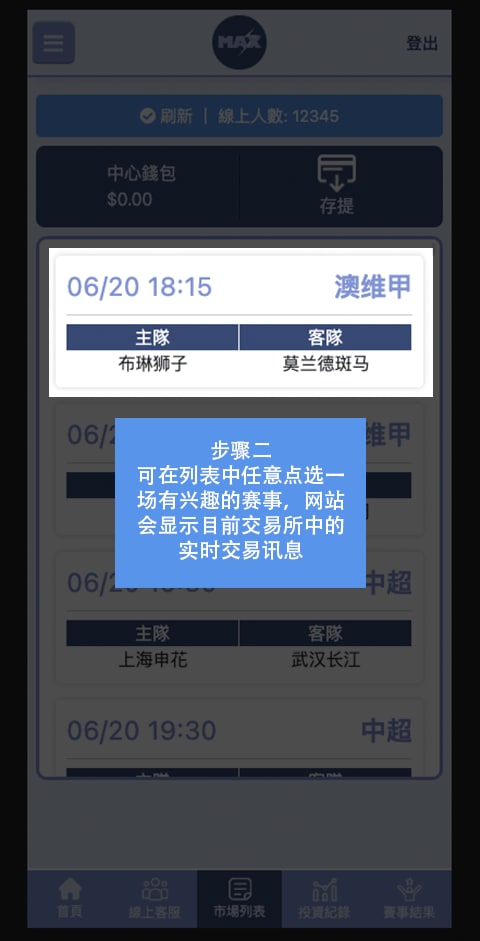 MAX
登出
刷新 | 線上人數: 12345
中心錢包
$0.00
存提
06/20 18:15 澳维甲
主隊 客隊
布琳狮子 莫兰德斑马
06/2 维甲
步骤二
可在列表中任意点选一
场有兴趣的赛事，网站
会显示目前交易所中的
实时交易讯息
06/20 中超
主隊 客隊
上海申花 武汉长江
06/20 19:30 中超
主隊 客隊
首頁 線上客服 市場列表 投資紀錄 賽事結果